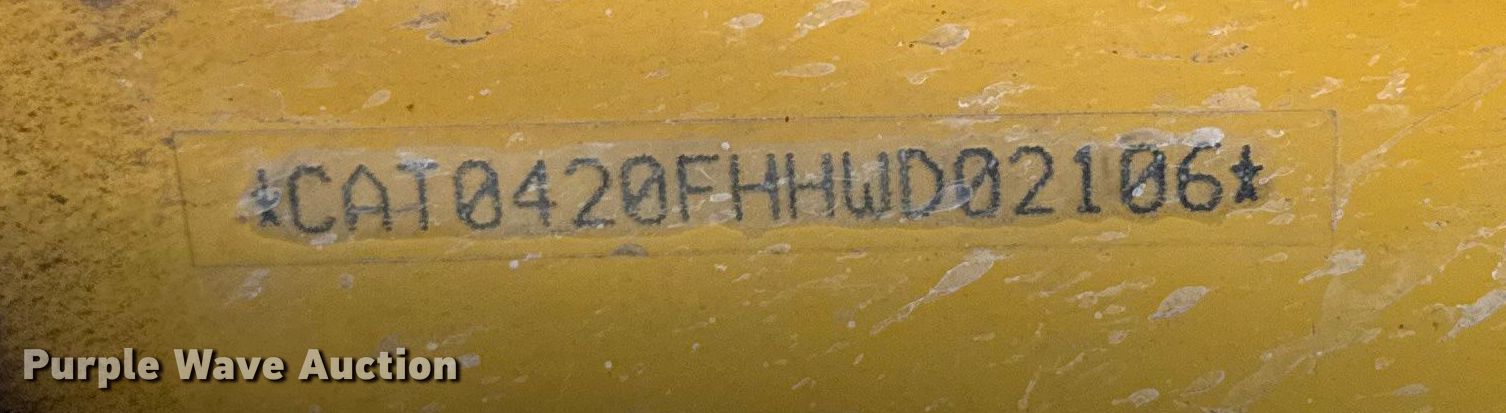 *CAT0420FHHWD02106*
Purple Wave Auction